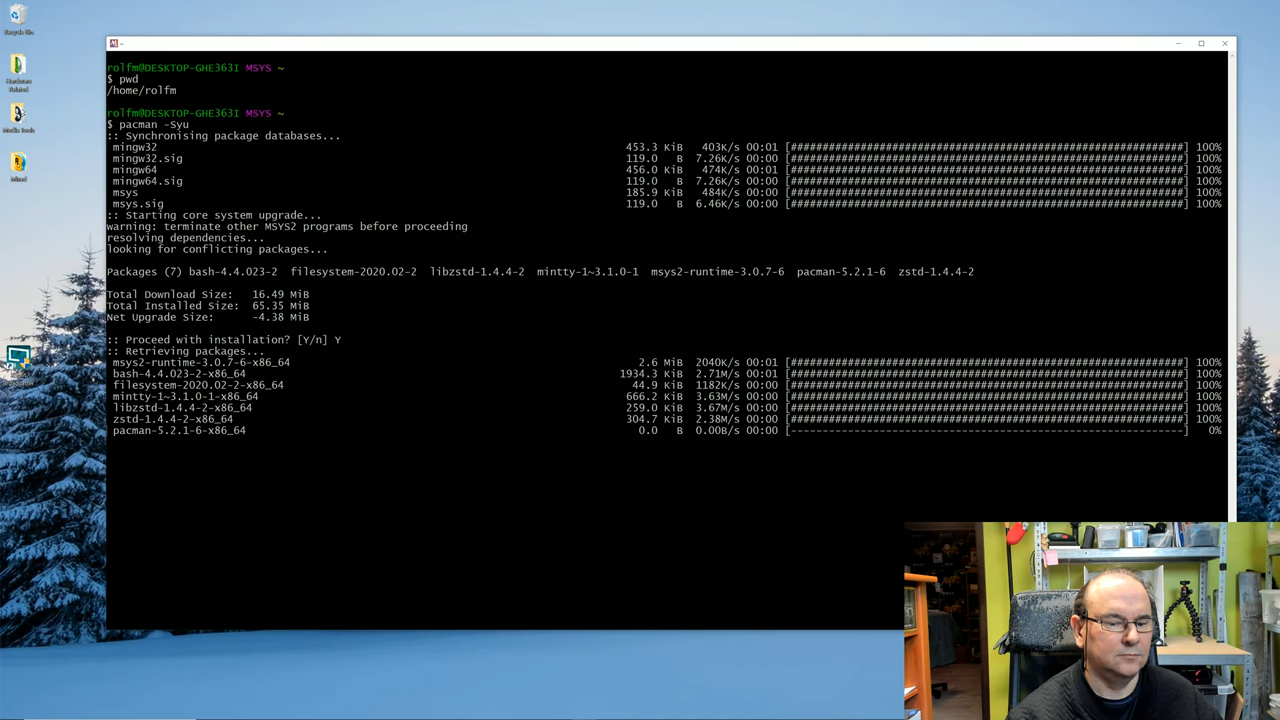 Recycle Bin
Hardware
Related
Media Tools
Mixed
rolfm@DESKTOP-GHE363I MSYS ~
$ pwd
/home/rolfm
rolfm@DESKTOP-GHE363I MSYS ~
$ pacman -Syu
:: Synchronising package databases...
mingw32 453.3 KiB 403K/s 00:01 [##############################################################] 100%
mingw32.sig 119.0 B 7.26K/s 00:00 [##############################################################] 100%
mingw64 456.0 KiB 474K/s 00:01 [##############################################################] 100%
mingw64.sig 119.0 B 7.26K/s 00:00 [##############################################################] 100%
msys 185.9 KiB 484K/s 00:00 [##############################################################] 100%
msys.sig 119.0 B 6.46K/s 00:00 [##############################################################] 100%
:: Starting core system upgrade...
warning: terminate other MSYS2 programs before proceeding
resolving dependencies...
looking for conflicting packages...
Packages (7) bash-4.4.023-2 filesystem-2020.02-2 libzstd-1.4.4-2 mintty-1~3.1.0-1 msys2-runtime-3.0.7-6 pacman-5.2.1-6 zstd-1.4.4-2
Total Download Size: 16.49 MiB
Total Installed Size: 65.35 MiB
Net Upgrade Size: -4.38 MiB
:: Proceed with installation? [Y/n] Y
:: Retrieving packages...
msys2-runtime-3.0.7-6-x86_64 2.6 MiB 2040K/s 00:01 [##############################################################] 100%
bash-4.4.023-2-x86_64 1934.3 KiB 2.71M/s 00:01 [##############################################################] 100%
filesystem-2020.02-2-x86_64 44.9 KiB 1182K/s 00:00 [##############################################################] 100%
mintty-1~3.1.0-1-x86_64 666.2 KiB 3.63M/s 00:00 [##############################################################] 100%
libzstd-1.4.4-2-x86_64 259.0 KiB 3.67M/s 00:00 [##############################################################] 100%
zstd-1.4.4-2-x86_64 304.7 KiB 2.38M/s 00:00 [##############################################################] 100%
pacman-5.2.1-6-x86_64 0.0 B 0.00B/s 00:00 [--------------------------------------------------------------] 0%